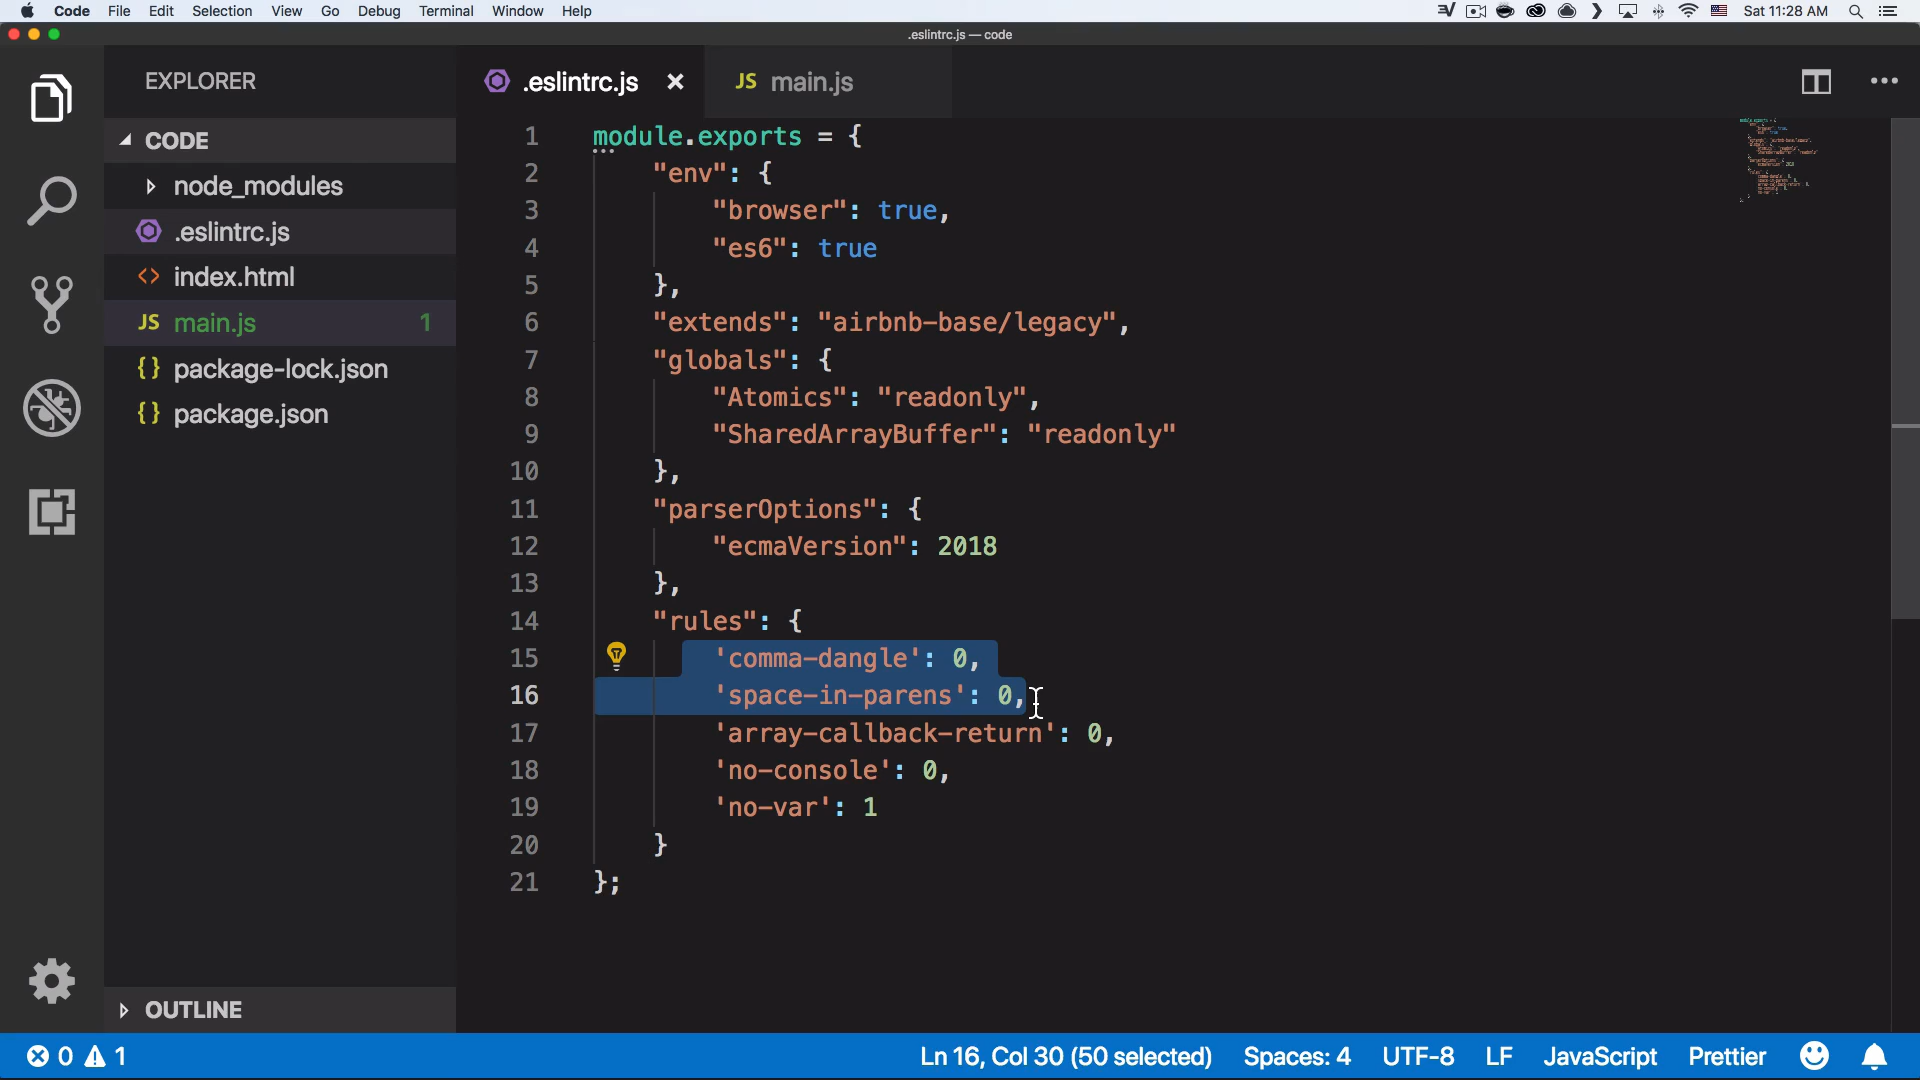 Code File Edit Selection View Go Debug Terminal Window Help Sat 11:28 AM
.eslintrc.js — code
EXPLORER
CODE
node_modules
.eslintrc.js
index.html
JS main.js 1
{} package-lock.json
{} package.json
OUTLINE
.eslintrc.js
JS main.js
1 module.exports = {
2 "env": {
3 "browser": true,
4 "es6": true
5 },
6 "extends": "airbnb-base/legacy",
7 "globals": {
8 "Atomics": "readonly",
9 "SharedArrayBuffer": "readonly"
10 },
11 "parserOptions": {
12 "ecmaVersion": 2018
13 },
14 "rules": {
15 'comma-dangle': 0,
16 'space-in-parens': 0,
17 'array-callback-return': 0,
18 'no-console': 0,
19 'no-var': 1
20 }
21 };
0 1 Ln 16, Col 30 (50 selected) Spaces: 4 UTF-8 LF JavaScript Prettier